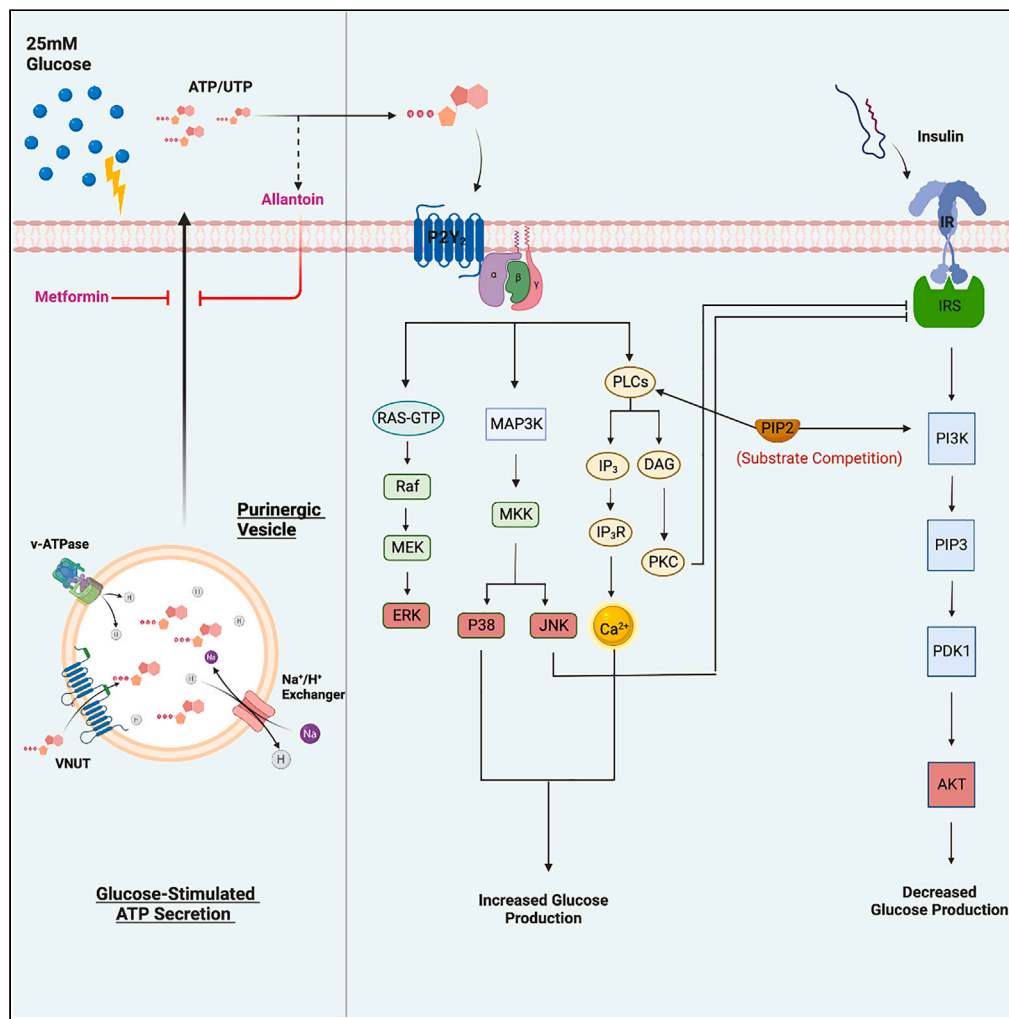 25mM
Glucose
ATP/UTP
Allantoin
Metformin
Purinergic
Vesicle
v-ATPase
H
H
H
H
H
H
H
Na
Na⁺/H⁺
Exchanger
Na
VNUT
Glucose-Stimulated
ATP Secretion
P2Y₂
α
β
γ
RAS-GTP
Raf
MEK
ERK
MAP3K
MKK
P38
JNK
PLCs
IP₃
DAG
IP₃R
PKC
Ca²⁺
Increased Glucose
Production
Insulin
IR
IRS
PIP2
(Substrate Competition)
PI3K
PIP3
PDK1
AKT
Decreased
Glucose Production